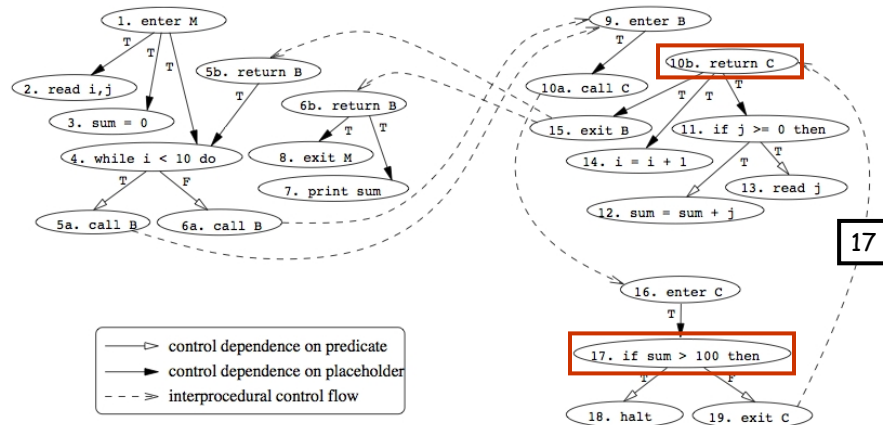 1. enter M
T
T
T
2. read i,j
3. sum = 0
5b. return B
T
4. while i < 10 do
T
F
5a. call B
6a. call B
6b. return B
T
T
8. exit M
7. print sum
9. enter B
T
10a. call C
10b. return C
T
T
T
15. exit B
14. i = i + 1
11. if j >= 0 then
T
T
13. read j
12. sum = sum + j
17
16. enter C
T
17. if sum > 100 then
T
F
18. halt
19. exit C
control dependence on predicate
control dependence on placeholder
interprocedural control flow